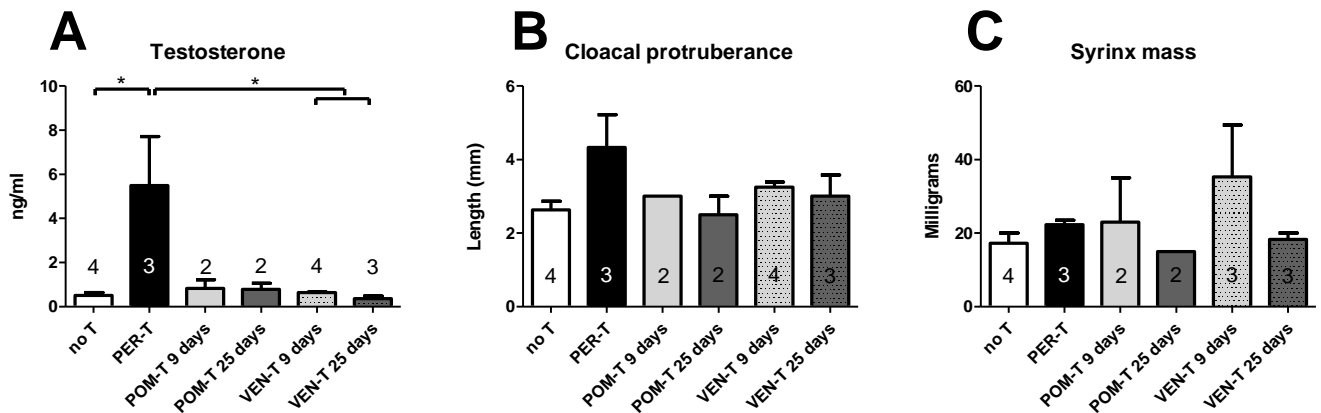 A
Testosterone
ng/ml
10
8
6
4
2
0
*
*
4
3
2
2
4
3
no T
PER-T
POM-T 9 days
POM-T 25 days
VEN-T 9 days
VEN-T 25 days
B
Cloacal protruberance
Length (mm)
6
4
2
0
4
3
2
2
4
3
no T
PER-T
POM-T 9 days
POM-T 25 days
VEN-T 9 days
VEN-T 25 days
C
Syrinx mass
Milligrams
60
40
20
0
4
3
2
2
3
3
no T
PER-T
POM-T 9 days
POM-T 25 days
VEN-T 9 days
VEN-T 25 days